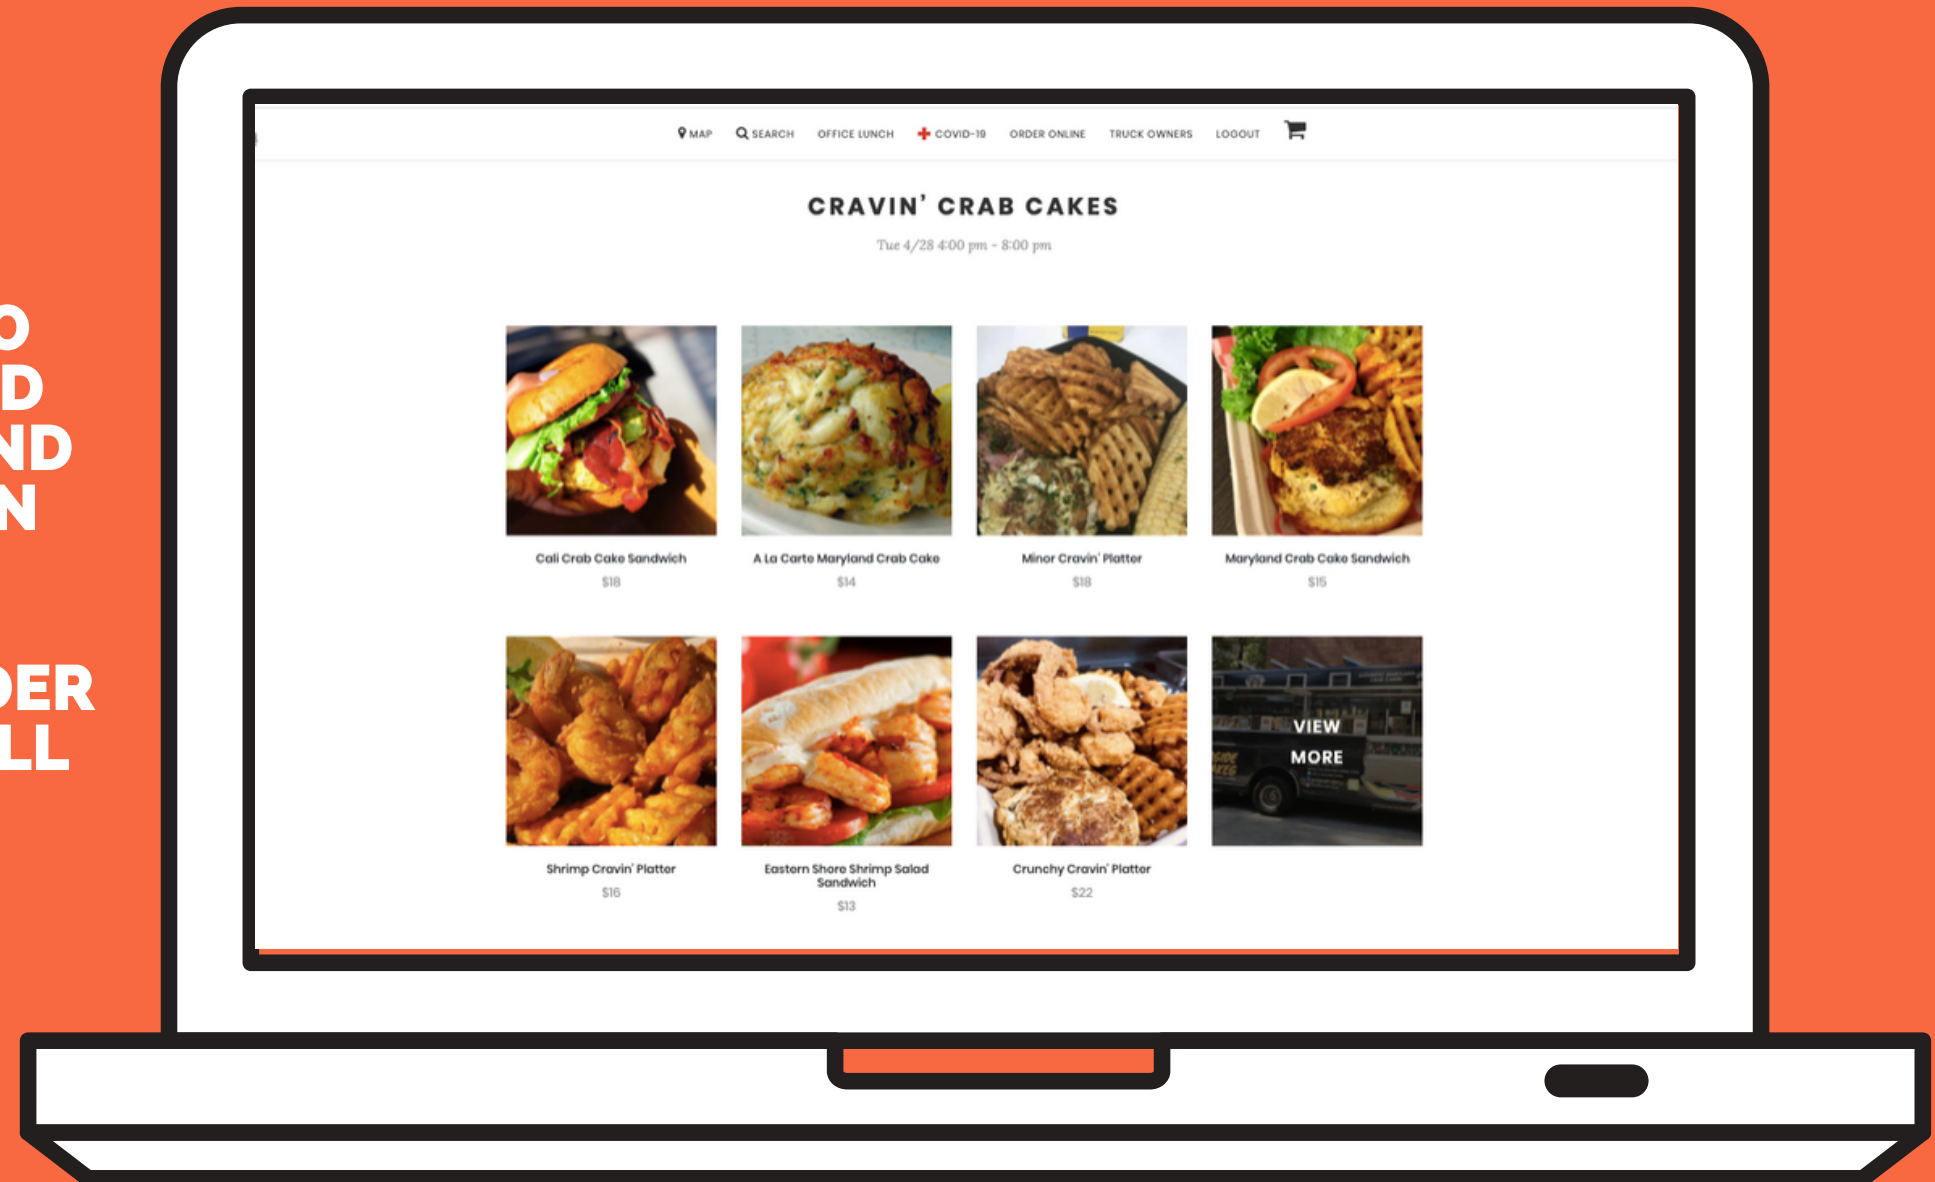 O
D
ND
N
DER
LL
MAP SEARCH OFFICE LUNCH COVID-19 ORDER ONLINE TRUCK OWNERS LOGOUT
CRAVIN' CRAB CAKES
Tue 4/28 4:00 pm - 8:00 pm
Cali Crab Cake Sandwich
$18
A La Carte Maryland Crab Cake
$14
Minor Cravin' Platter
$18
Maryland Crab Cake Sandwich
$15
Shrimp Cravin' Platter
$16
Eastern Shore Shrimp Salad
Sandwich
$13
Crunchy Cravin' Platter
$22
VIEW
MORE